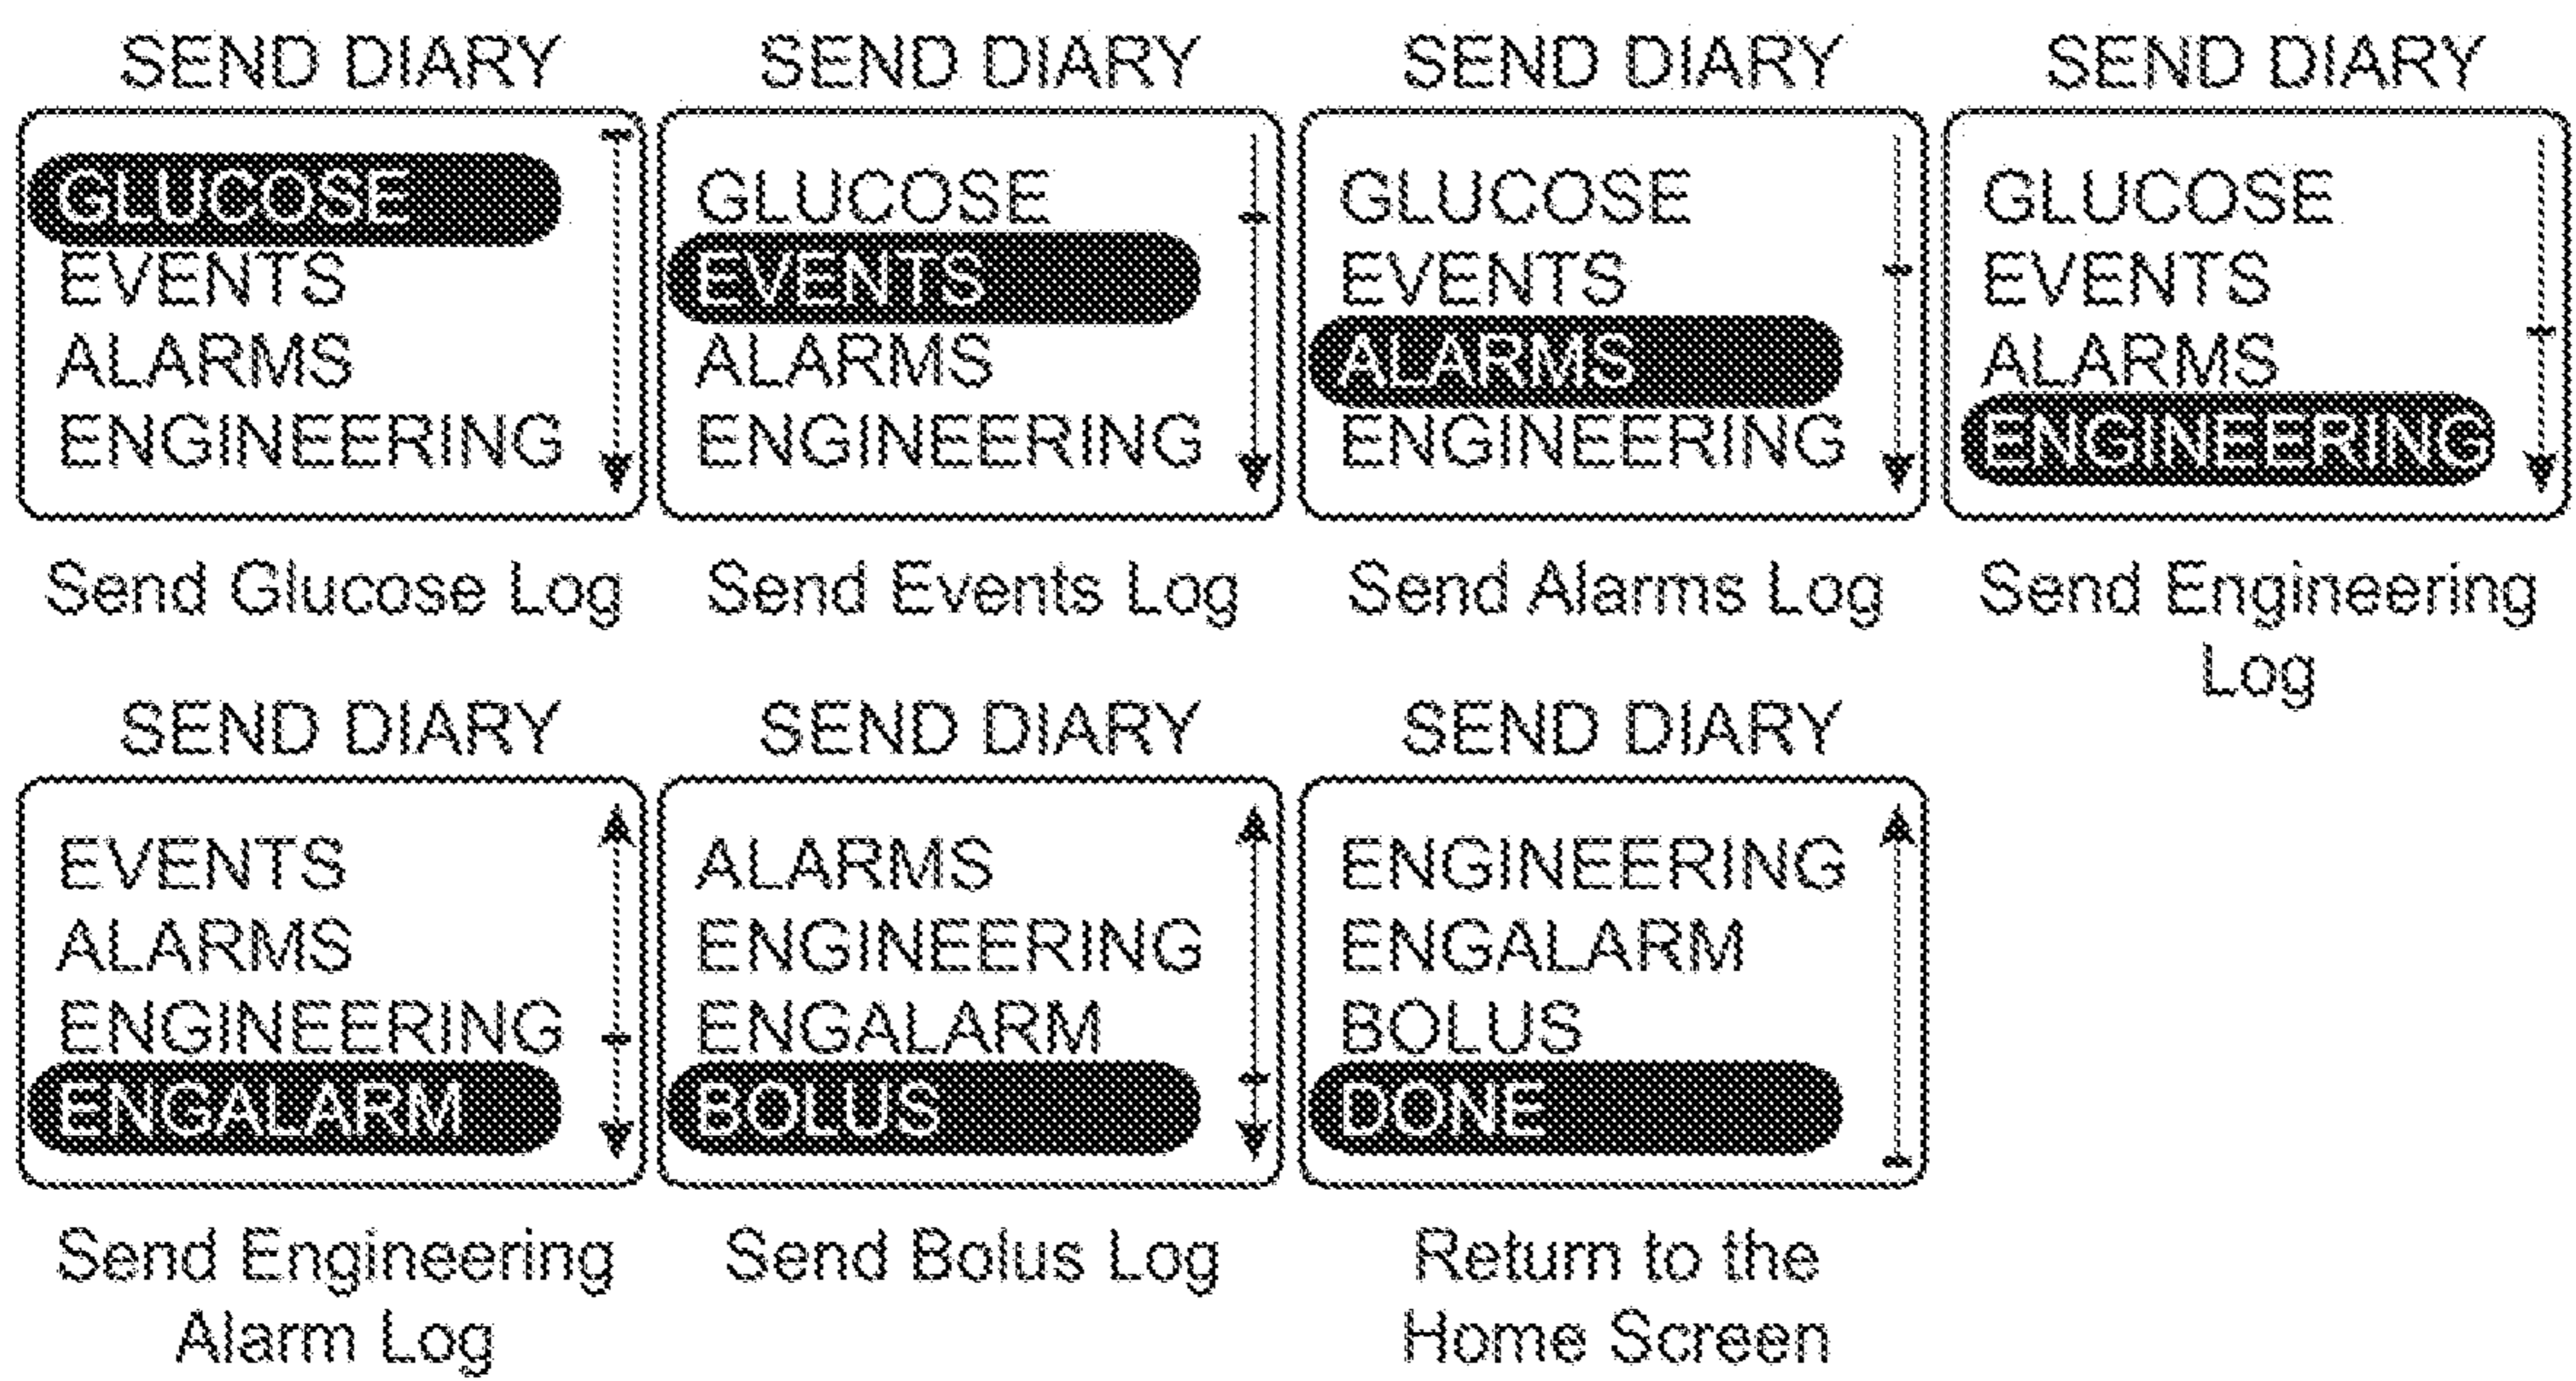 SEND DIARY
GLUCOSE
EVENTS
ALARMS
ENGINEERING
Send Glucose Log
SEND DIARY
GLUCOSE
EVENTS
ALARMS
ENGINEERING
Send Events Log
SEND DIARY
GLUCOSE
EVENTS
ALARMS
ENGINEERING
Send Alarms Log
SEND DIARY
GLUCOSE
EVENTS
ALARMS
ENGINEERING
Send Engineering
Log
SEND DIARY
EVENTS
ALARMS
ENGINEERING
ENGALARM
Send Engineering
Alarm Log
SEND DIARY
ALARMS
ENGINEERING
ENGALARM
BOLUS
Send Bolus Log
SEND DIARY
ENGINEERING
ENGALARM
BOLUS
DONE
Return to the
Home Screen